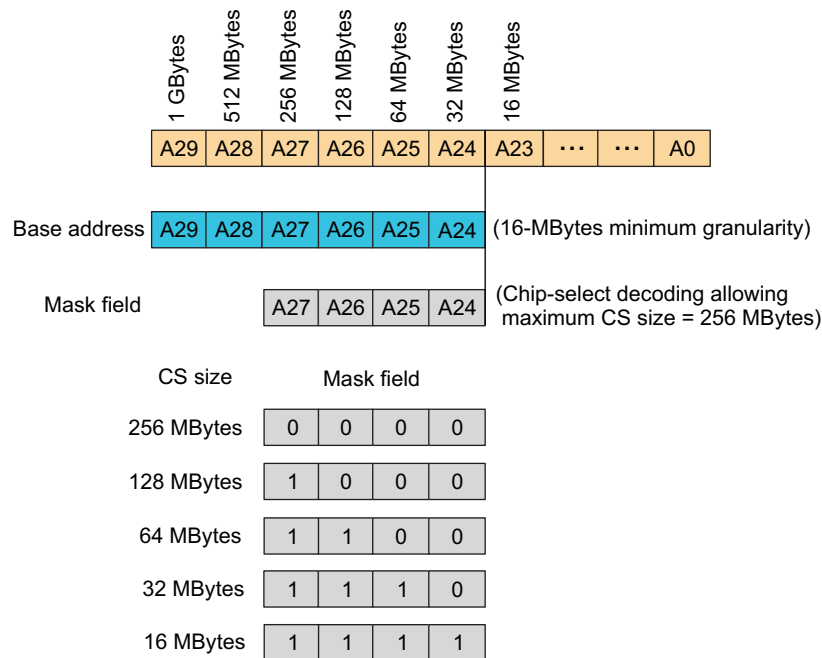 1 GBytes 512 MBytes 256 MBytes 128 MBytes 64 MBytes 32 MBytes 16 MBytes
A29 A28 A27 A26 A25 A24 A23 ... ... A0
Base address A29 A28 A27 A26 A25 A24 (16-MBytes minimum granularity)
Mask field A27 A26 A25 A24 (Chip-select decoding allowing
maximum CS size = 256 MBytes)
CS size Mask field
256 MBytes 0 0 0 0
128 MBytes 1 0 0 0
64 MBytes 1 1 0 0
32 MBytes 1 1 1 0
16 MBytes 1 1 1 1